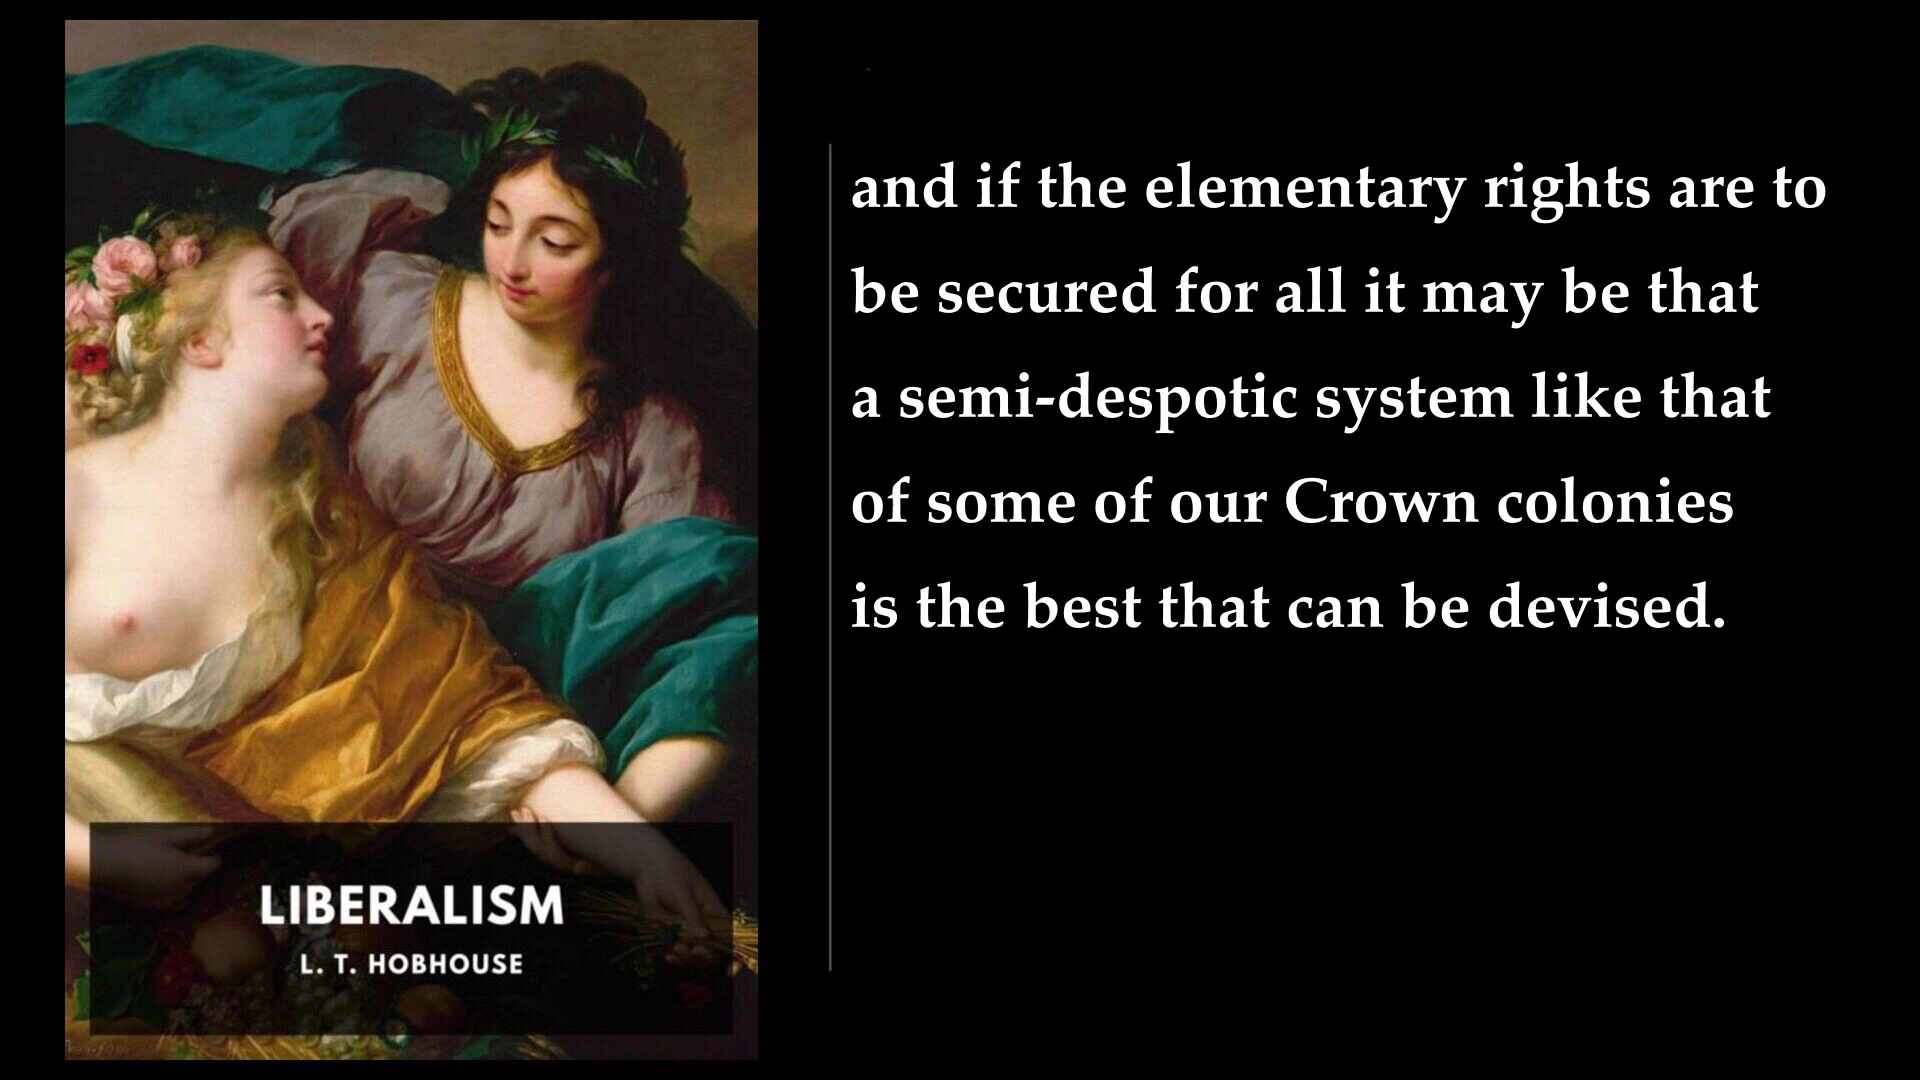 and if the elementary rights are to
be secured for all it may be that
a semi-despotic system like that
of some of our Crown colonies
is the best that can be devised.
LIBERALISM
L. T. HOBHOUSE